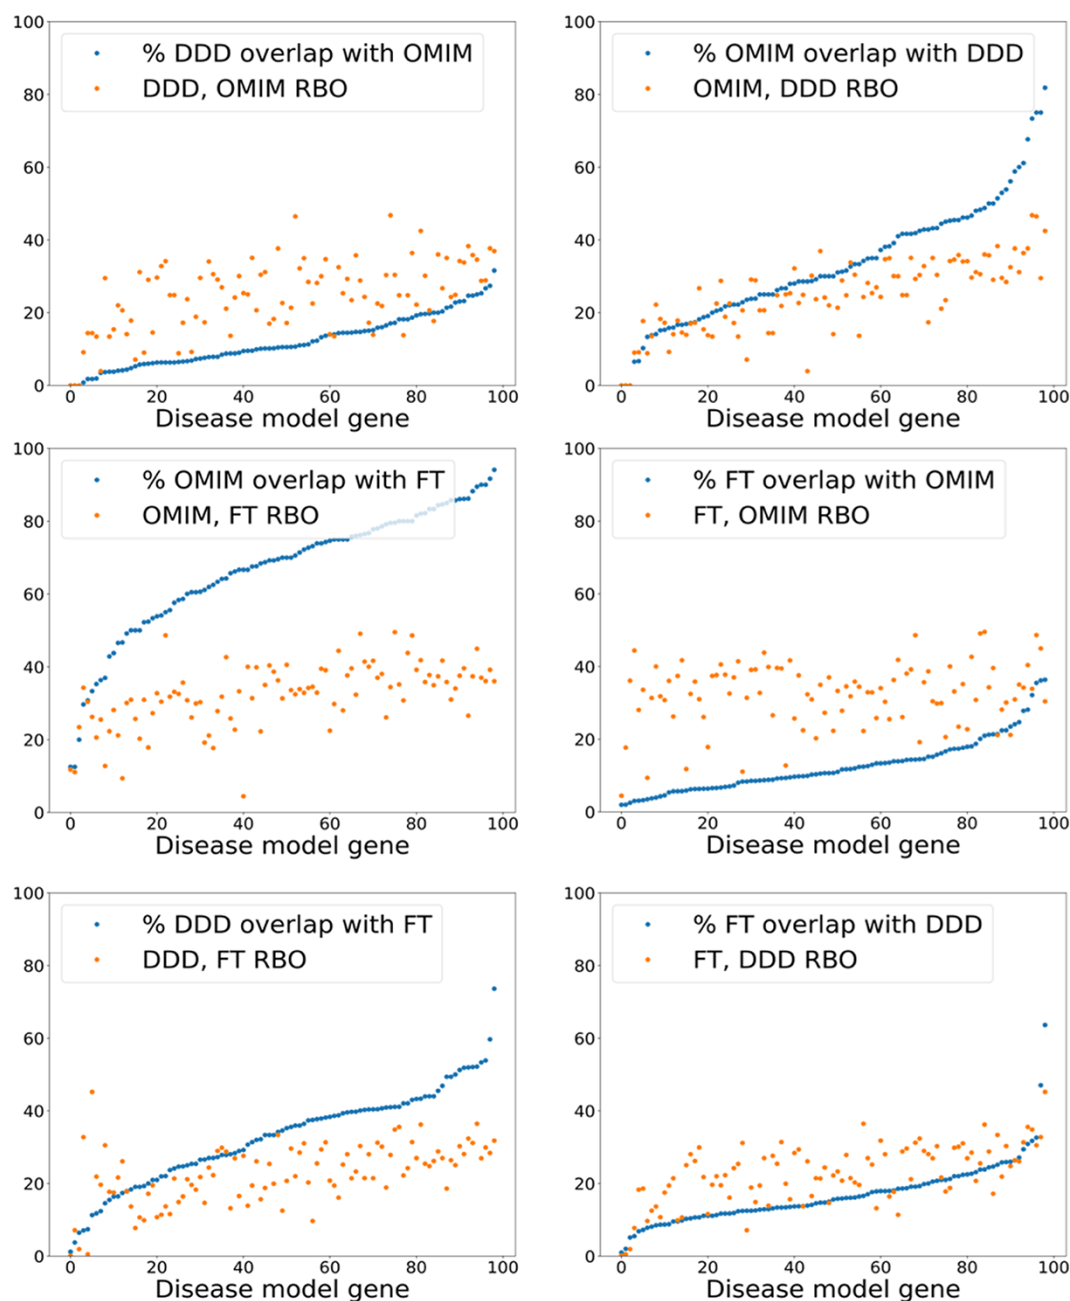 100
80
60
40
20
0
% DDD overlap with OMIM
DDD, OMIM RBO
0 20 40 60 80 100
Disease model gene
100
80
60
40
20
0
% OMIM overlap with DDD
OMIM, DDD RBO
0 20 40 60 80 100
Disease model gene
100
80
60
40
20
0
% OMIM overlap with FT
OMIM, FT RBO
0 20 40 60 80 100
Disease model gene
100
80
60
40
20
0
% FT overlap with OMIM
FT, OMIM RBO
0 20 40 60 80 100
Disease model gene
100
80
60
40
20
0
% DDD overlap with FT
DDD, FT RBO
0 20 40 60 80 100
Disease model gene
100
80
60
40
20
0
% FT overlap with DDD
FT, DDD RBO
0 20 40 60 80 100
Disease model gene